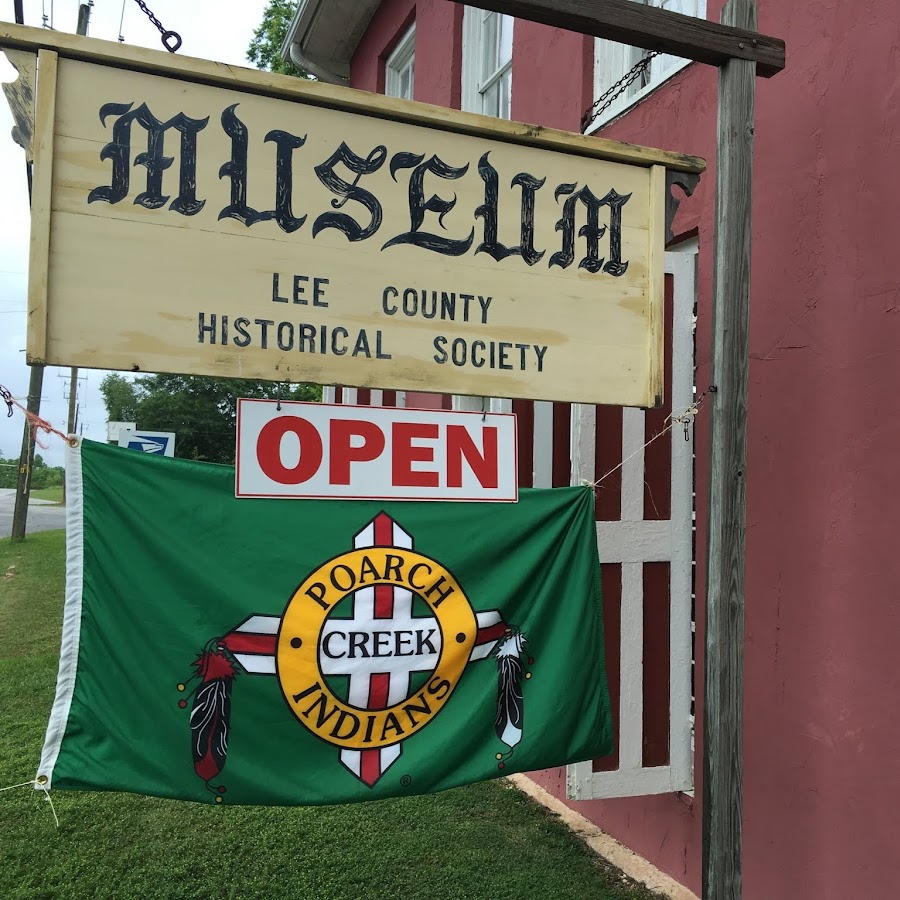 MUSEUM
LEE COUNTY
HISTORICAL SOCIETY
OPEN
POARCH
CREEK
INDIANS
®